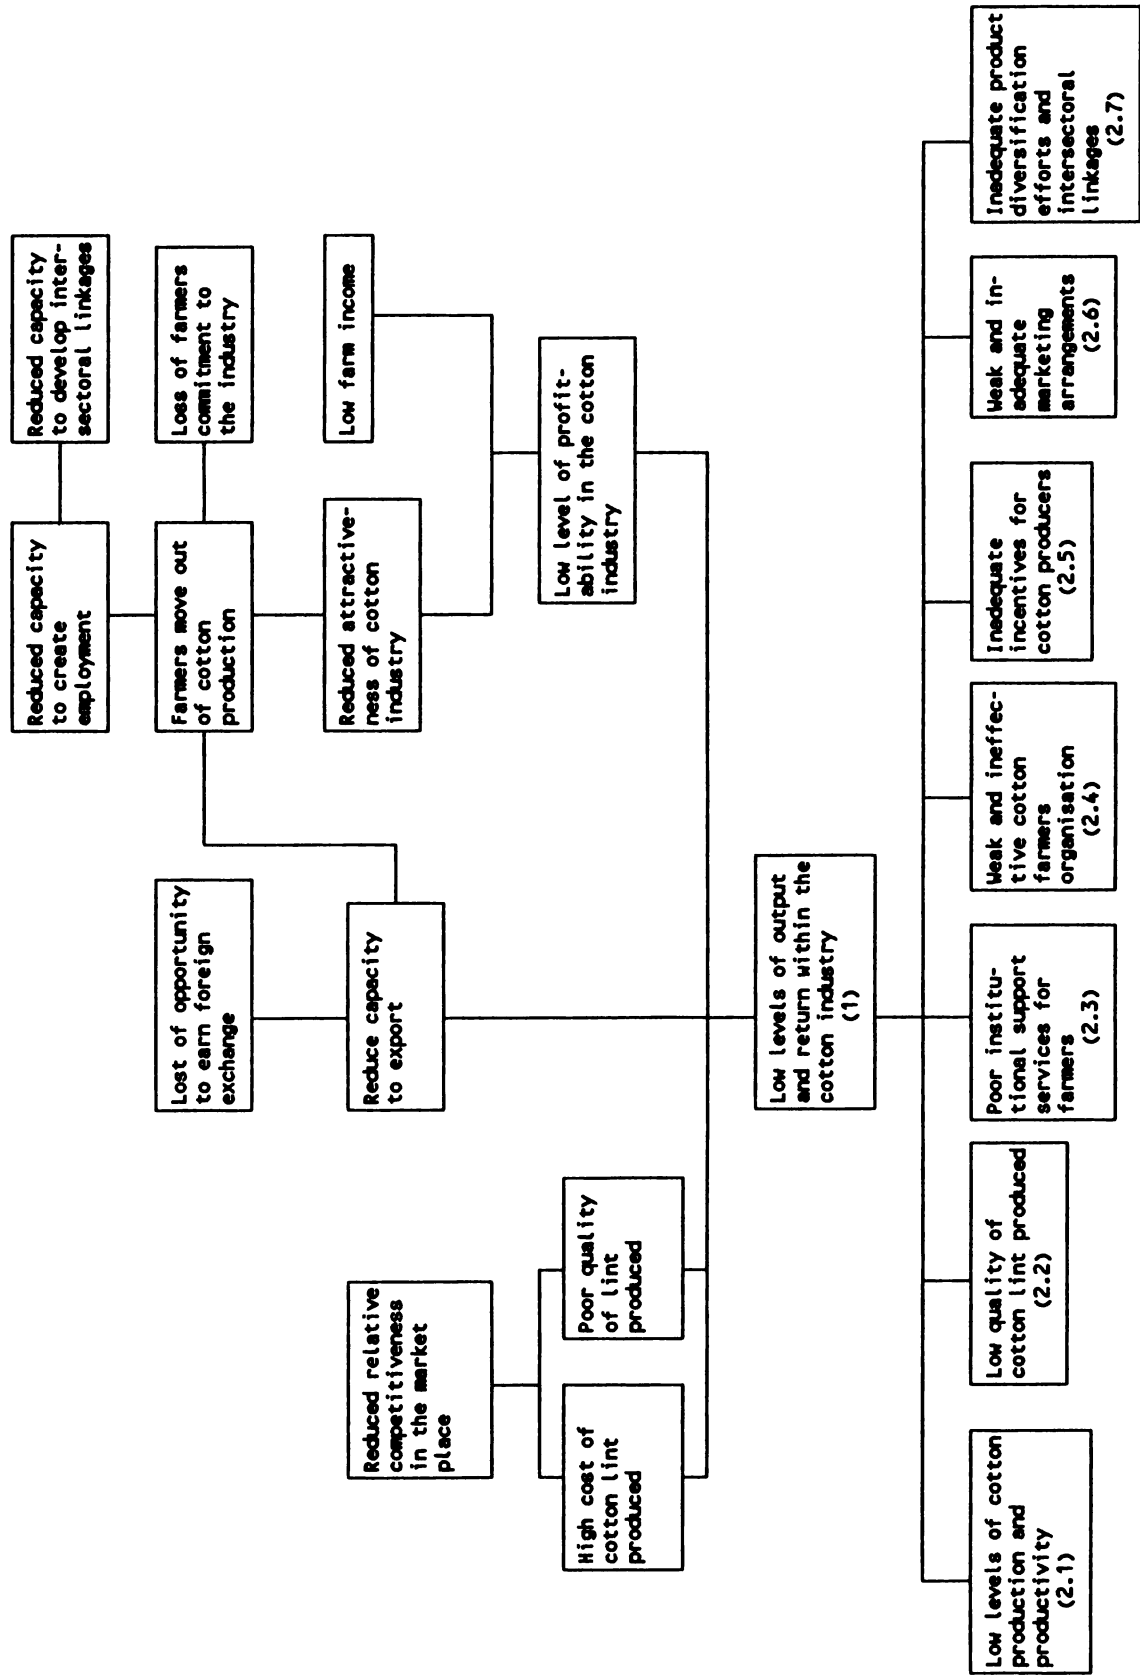 Reduced capacity
to create
employment
Reduced capacity
to develop inter-
sectoral linkages
Lost of opportunity
to earn foreign
exchange
Farmers move out
of cotton
production
Loss of farmers
commitment to
the industry
Reduced relative
competitiveness
in the market
place
Reduce capacity
to export
Reduced attractive-
ness of cotton
industry
Low farm income
High cost of
cotton lint
produced
Poor quality
of lint
produced
Low level of profit-
ability in the cotton
industry
Low levels of output
and return within the
cotton industry
(1)
Low levels of cotton
production and
productivity
(2.1)
Low quality of
cotton lint produced
(2.2)
Poor institu-
tional support
services for
farmers
(2.3)
Weak and ineffec-
tive cotton
farmers
organisation
(2.4)
Inadequate
incentives for
cotton producers
(2.5)
Weak and in-
adequate
marketing
arrangements
(2.6)
Inadequate product
diversification
efforts and
intersectoral
linkages
(2.7)